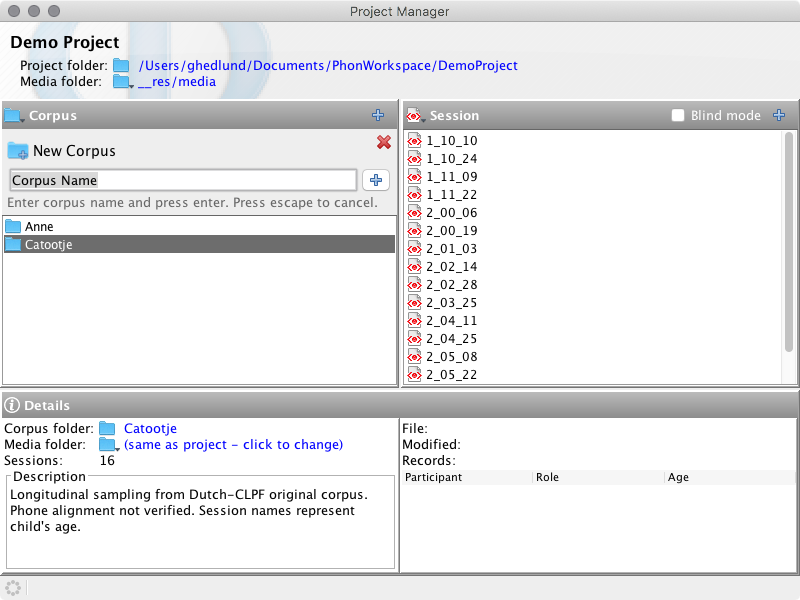 Project Manager
Demo Project
Project folder: /Users/ghedlund/Documents/PhonWorkspace/DemoProject
Media folder: __res/media
Corpus
New Corpus
Corpus Name
Enter corpus name and press enter. Press escape to cancel.
Anne
Catootje
Session Blind mode
1_10_10
1_10_24
1_11_09
1_11_22
2_00_06
2_00_19
2_01_03
2_02_14
2_02_28
2_03_25
2_04_11
2_04_25
2_05_08
2_05_22
Details
Corpus folder: Catootje
Media folder: (same as project - click to change)
Sessions: 16
Description
Longitudinal sampling from Dutch-CLPF original corpus.
Phone alignment not verified. Session names represent
child's age.
File:
Modified:
Records:
Participant Role Age